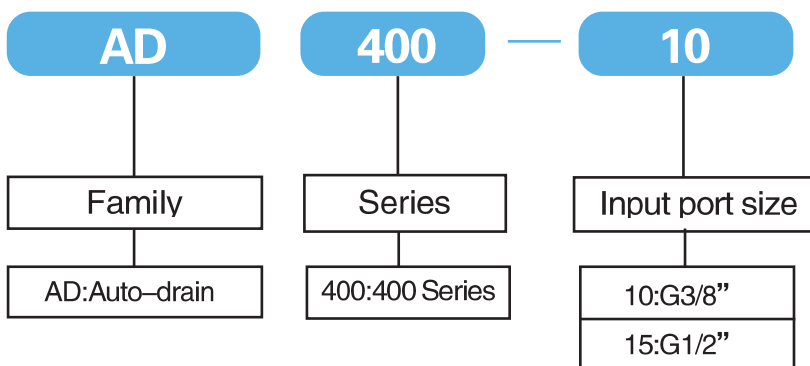 AD 400 — 10
Family Series Input port size
AD:Auto–drain 400:400 Series 10:G3/8”
15:G1/2”